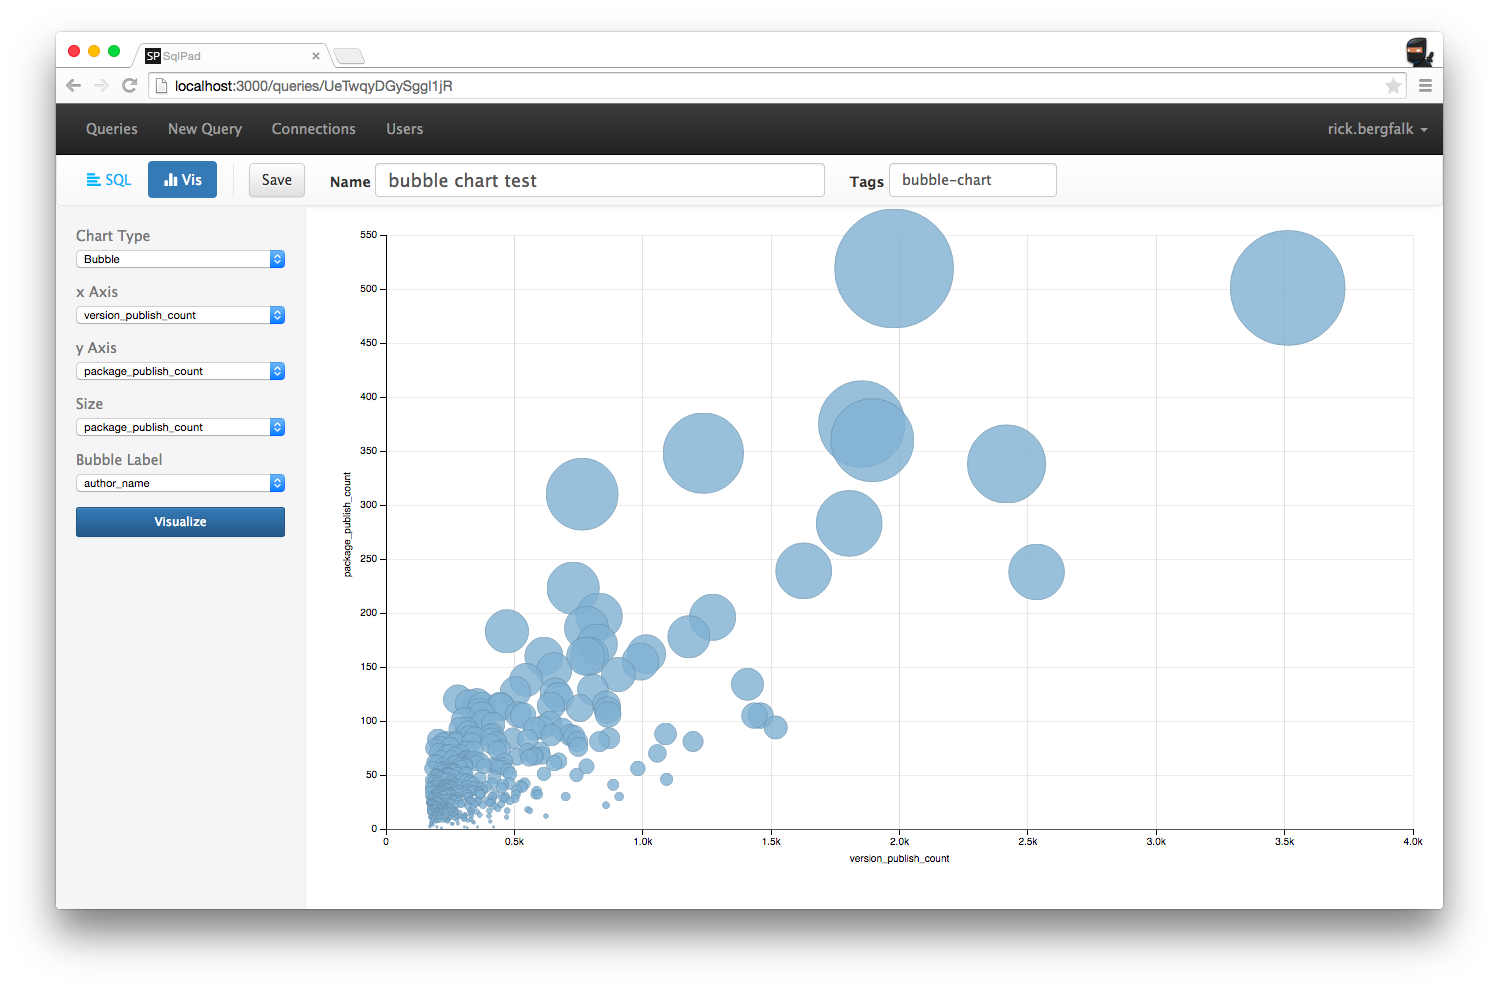 SP SqlPad
localhost:3000/queries/UeTwqyDGySggl1jR
Queries New Query Connections Users rick.bergfalk
SQL Vis Save Name bubble chart test Tags bubble-chart
Chart Type
Bubble
x Axis
version_publish_count
y Axis
package_publish_count
Size
package_publish_count
Bubble Label
author_name
Visualize
550
500
450
400
350
300
250
200
150
100
50
0
package_publish_count
0 0.5k 1.0k 1.5k 2.0k 2.5k 3.0k 3.5k 4.0k
version_publish_count